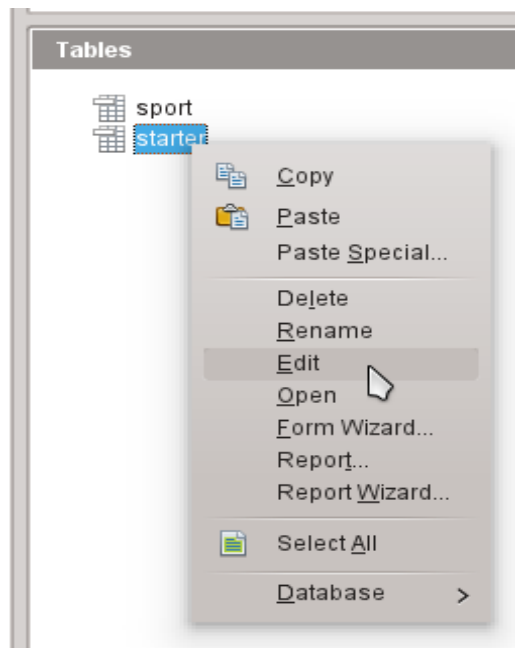 Tables
sport
starter
Copy
Paste
Paste Special...
Delete
Rename
Edit
Open
Form Wizard...
Report...
Report Wizard...
Select All
Database >